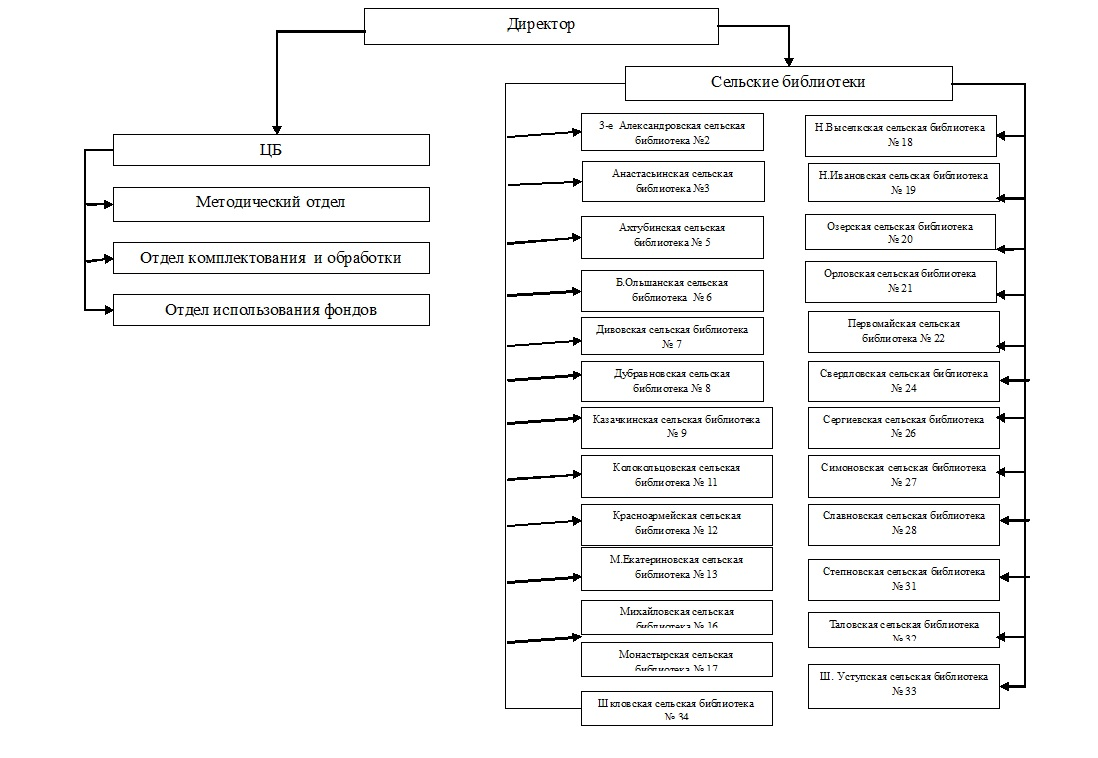 Директор
ЦБ
Методический отдел
Отдел комплектования и обработки
Отдел использования фондов
Сельские библиотеки
3-е Александровская сельская
библиотека №2
Анастасьинская сельская
библиотека №3
Ахтубинская сельская
библиотека № 5
Б.Ольшанская сельская
библиотека № 6
Дивовская сельская библиотека
№ 7
Дубравновская сельская
библиотека № 8
Казачкинская сельская библиотека
№ 9
Колокольцовская сельская
библиотека № 11
Красноармейская сельская
библиотека № 12
М.Екатериновская сельская
библиотека № 13
Михайловская сельская
библиотека № 16
Монастырская сельская
библиотека № 17
Шкловская сельская библиотека
№ 34
Н.Выселкская сельская библиотека
№ 18
Н.Ивановская сельская библиотека
№ 19
Озерская сельская библиотека
№ 20
Орловская сельская библиотека
№ 21
Первомайская сельская
библиотека № 22
Свердловская сельская библиотека
№ 24
Сергиевская сельская библиотека
№ 26
Симоновская сельская библиотека
№ 27
Славновская сельская библиотека
№ 28
Степновская сельская библиотека
№ 31
Таловская сельская библиотека
№ 32
Ш. Уступская сельская библиотека
№ 33